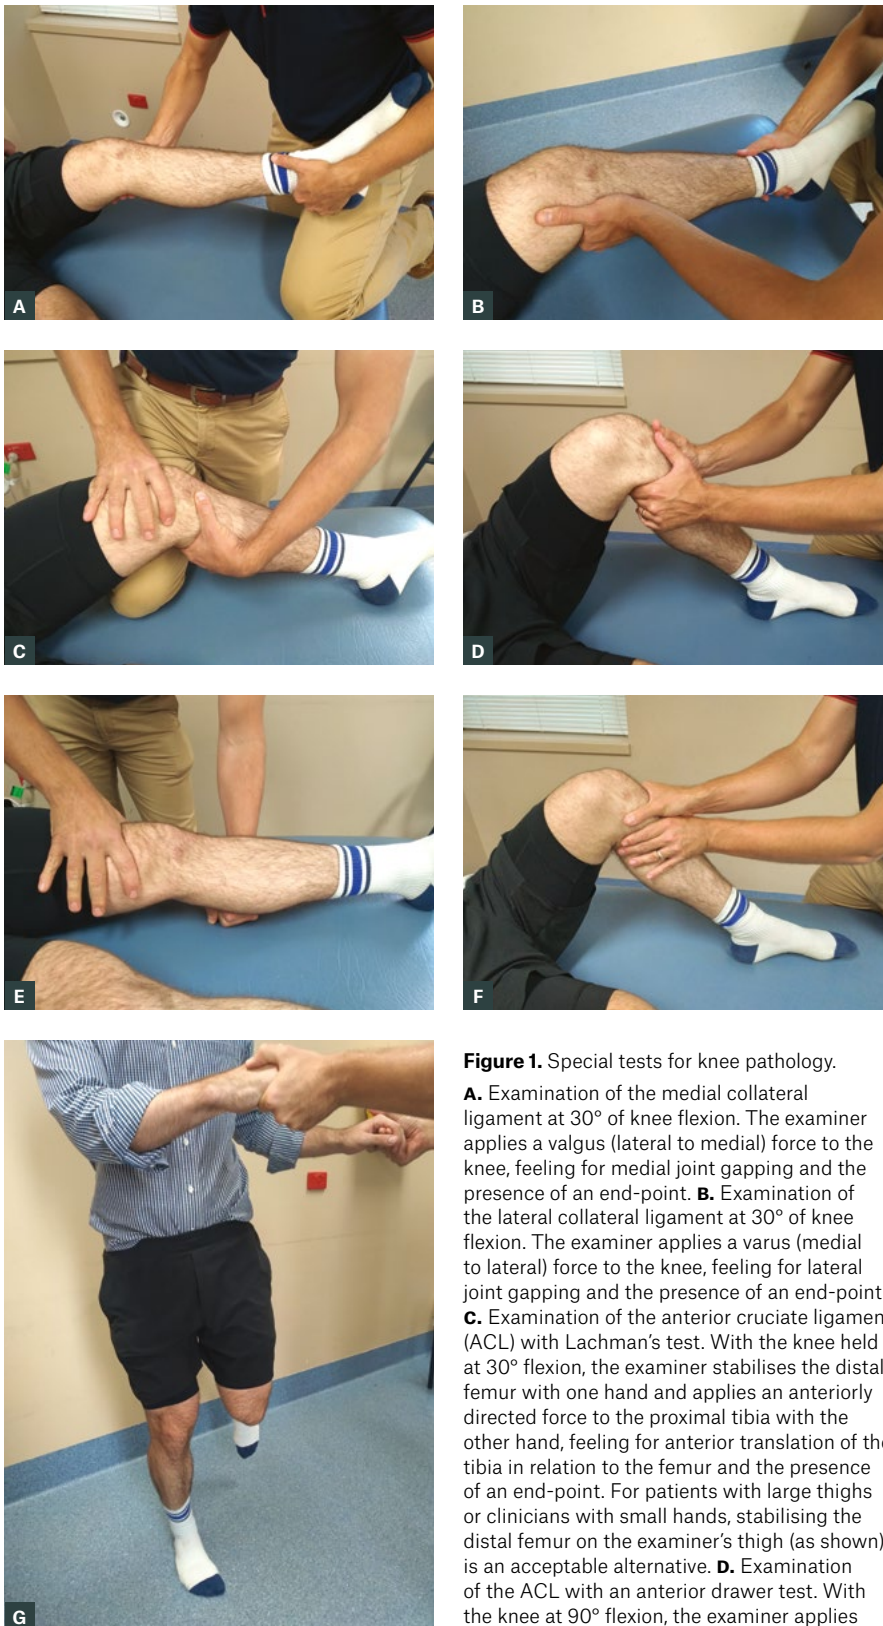 A
B
C
D
E
F
G
Figure 1. Special tests for knee pathology.
A. Examination of the medial collateral
ligament at 30° of knee flexion. The examiner
applies a valgus (lateral to medial) force to the
knee, feeling for medial joint gapping and the
presence of an end-point. B. Examination of
the lateral collateral ligament at 30° of knee
flexion. The examiner applies a varus (medial
to lateral) force to the knee, feeling for lateral
joint gapping and the presence of an end-point
C. Examination of the anterior cruciate ligamen
(ACL) with Lachman’s test. With the knee held
at 30° flexion, the examiner stabilises the distal
femur with one hand and applies an anteriorly
directed force to the proximal tibia with the
other hand, feeling for anterior translation of the
tibia in relation to the femur and the presence
of an end-point. For patients with large thighs
or clinicians with small hands, stabilising the
distal femur on the examiner’s thigh (as shown)
is an acceptable alternative. D. Examination
of the ACL with an anterior drawer test. With
the knee at 90° flexion, the examiner applies